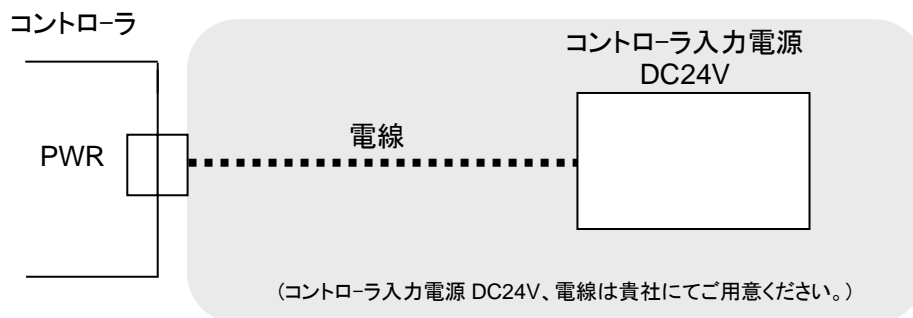 コントローラ
コントローラ入力電源
DC24V
PWR
電線
(コントローラ入力電源 DC24V、電線は貴社にてご用意ください。)